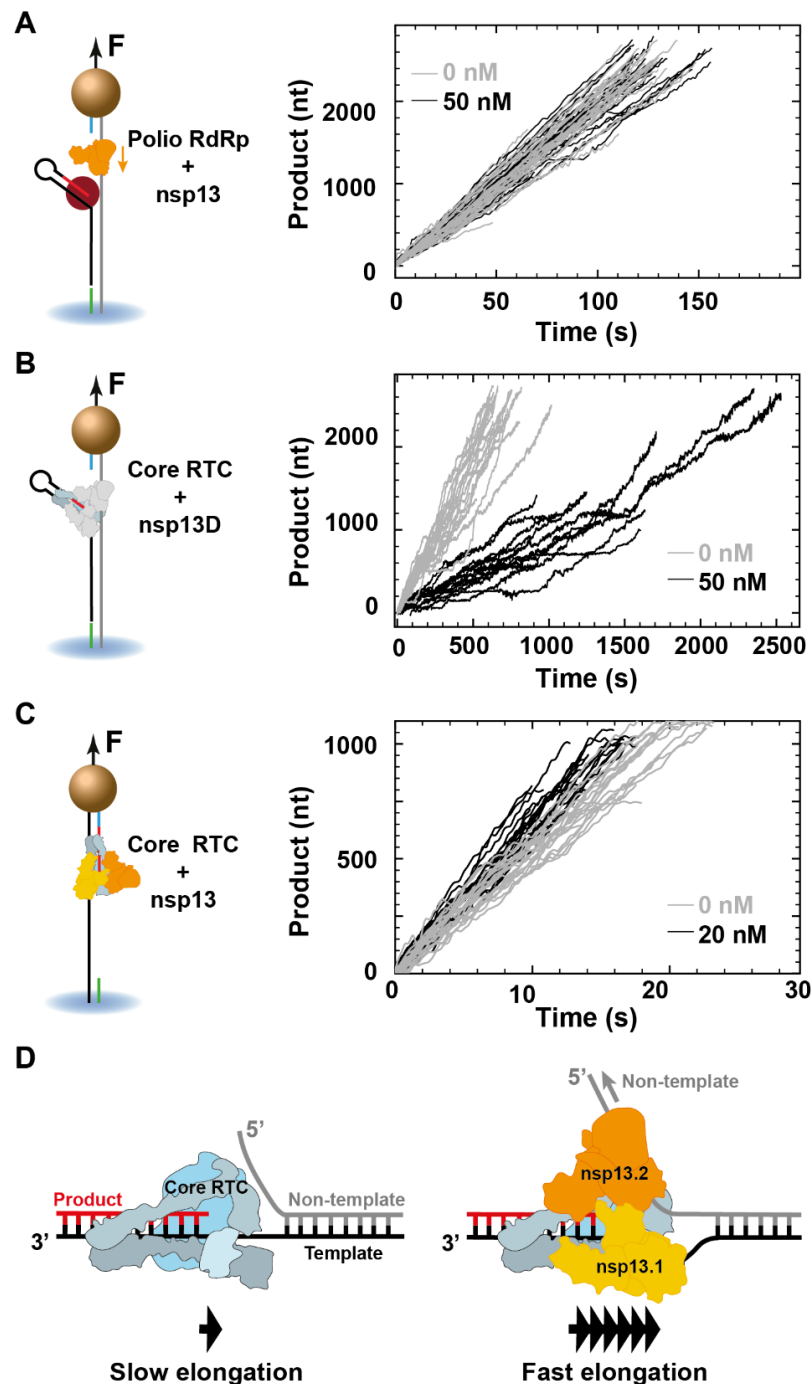 A
F
Polio RdRp
+
nsp13
Product (nt)
2000
1000
0
0 nM
50 nM
0 50 100 150
Time (s)
B
F
Core RTC
+
nsp13D
Product (nt)
2000
1000
0
0 nM
50 nM
0 500 1000 1500 2000 2500
Time (s)
C
F
Core RTC
+
nsp13
Product (nt)
1000
500
0
0 nM
20 nM
0 10 20 30
Time (s)
D
5’
Core RTC
Product
Non-template
3’
Template
Slow elongation
5’
Non-template
nsp13.2
3’
nsp13.1
Fast elongation